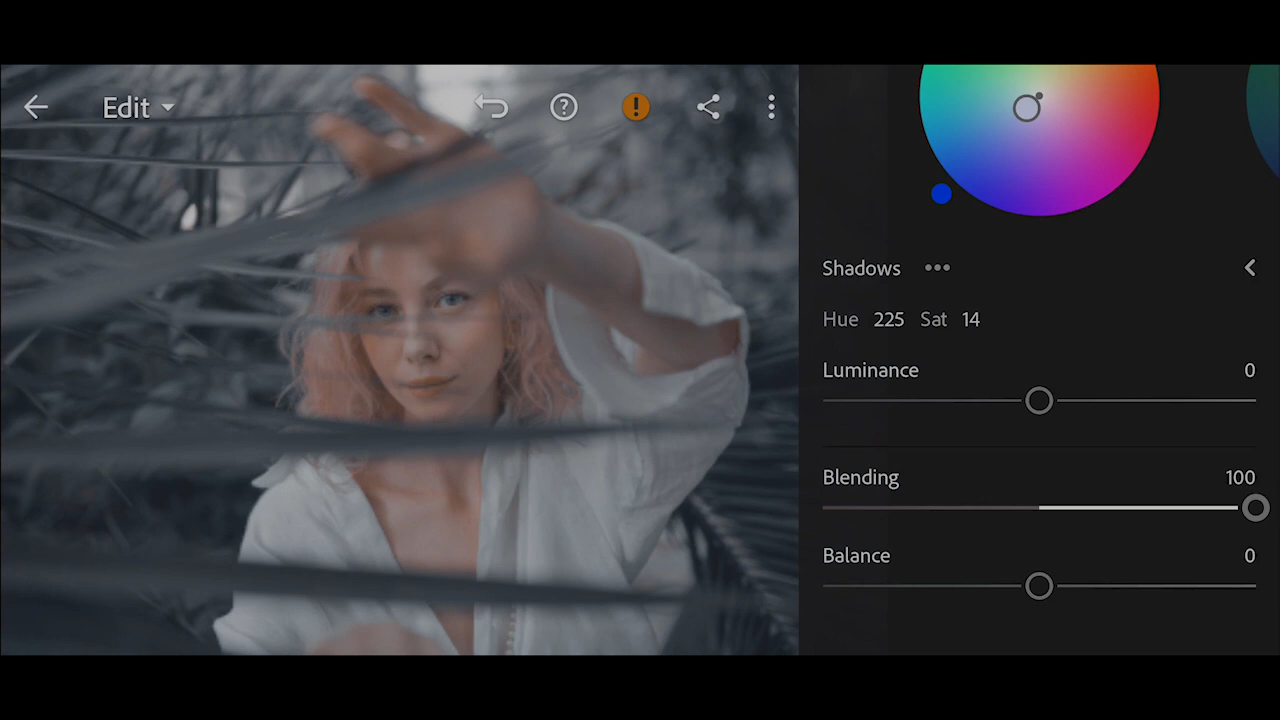 Edit
Shadows
Hue 225 Sat 14
Luminance 0
Blending 100
Balance 0